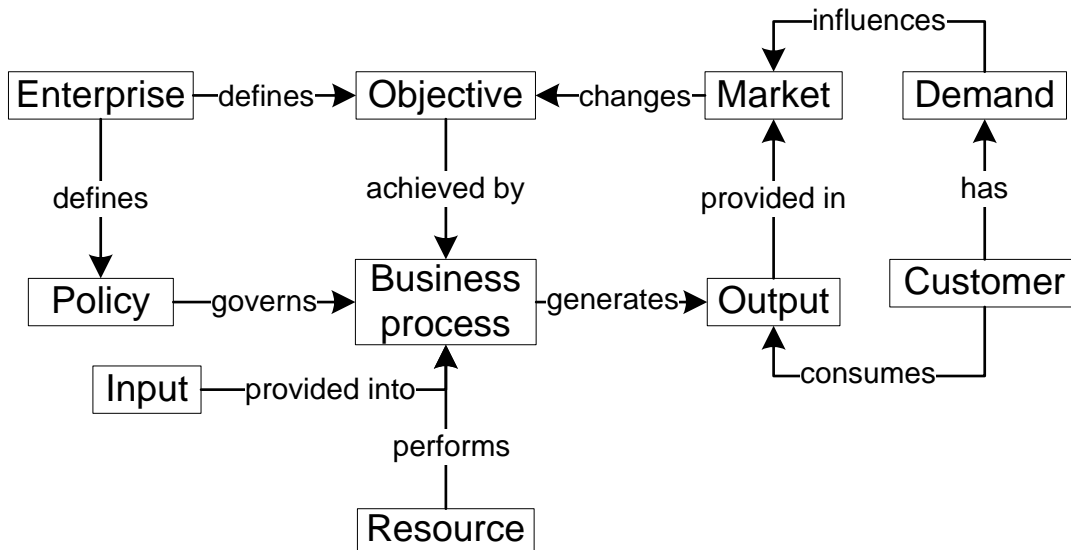 influences
Enterprise defines Objective changes Market Demand
defines achieved by provided in has
Policy governs Business process generates Output Customer
Input provided into consumes
performs
Resource